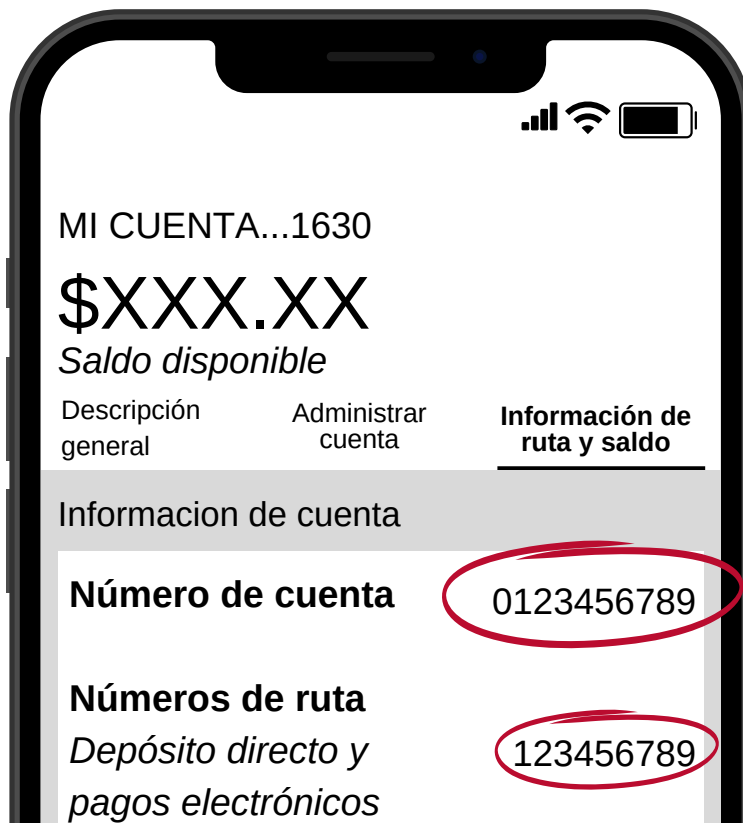 MI CUENTA...1630
$XXX.XX
Saldo disponible
Descripción
general
Administrar
cuenta
Información de
ruta y saldo
Informacion de cuenta
Número de cuenta 0123456789
Números de ruta
Depósito directo y 123456789
pagos electrónicos